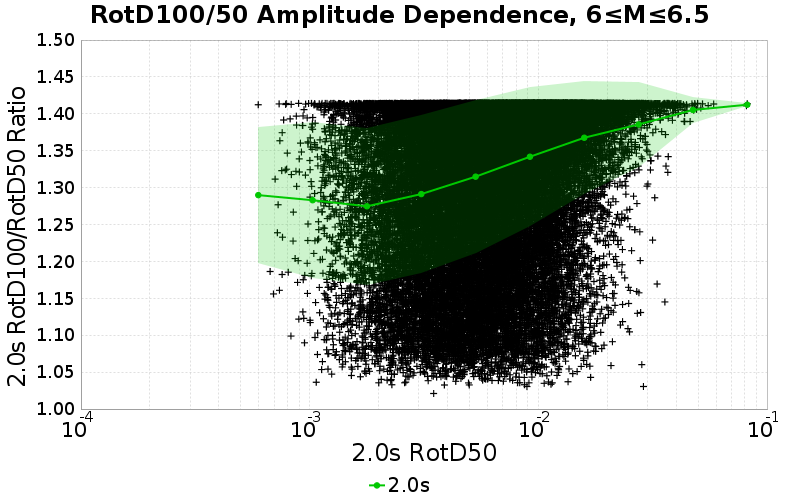 RotD100/50 Amplitude Dependence, 6≤M≤6.5
2.0s RotD100/RotD50 Ratio
1.50
1.45
1.40
1.35
1.30
1.25
1.20
1.15
1.10
1.05
1.00
10^-4 10^-3 10^-2 10^-1
2.0s RotD50
2.0s